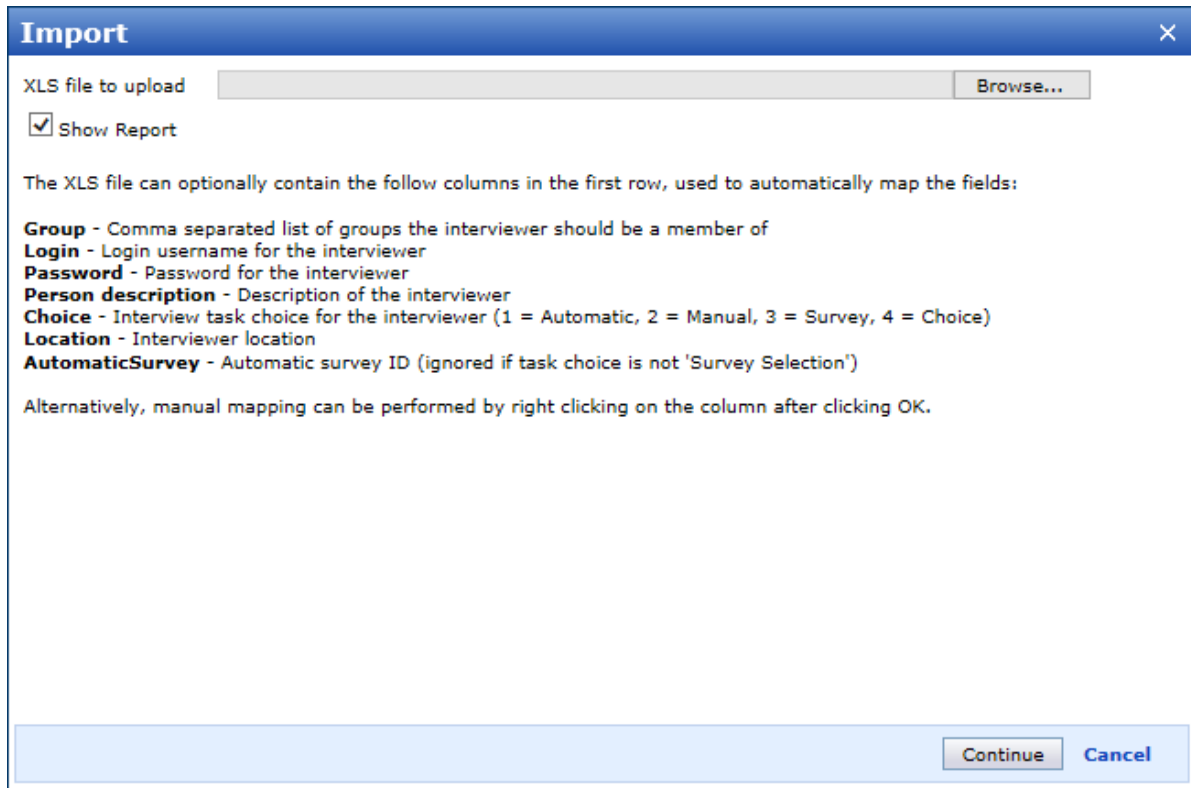 Import
XLS file to upload
Browse...
Show Report
The XLS file can optionally contain the follow columns in the first row, used to automatically map the fields:
Group - Comma separated list of groups the interviewer should be a member of
Login - Login username for the interviewer
Password - Password for the interviewer
Person description - Description of the interviewer
Choice - Interview task choice for the interviewer (1 = Automatic, 2 = Manual, 3 = Survey, 4 = Choice)
Location - Interviewer location
AutomaticSurvey - Automatic survey ID (ignored if task choice is not 'Survey Selection')
Alternatively, manual mapping can be performed by right clicking on the column after clicking OK.
Continue
Cancel